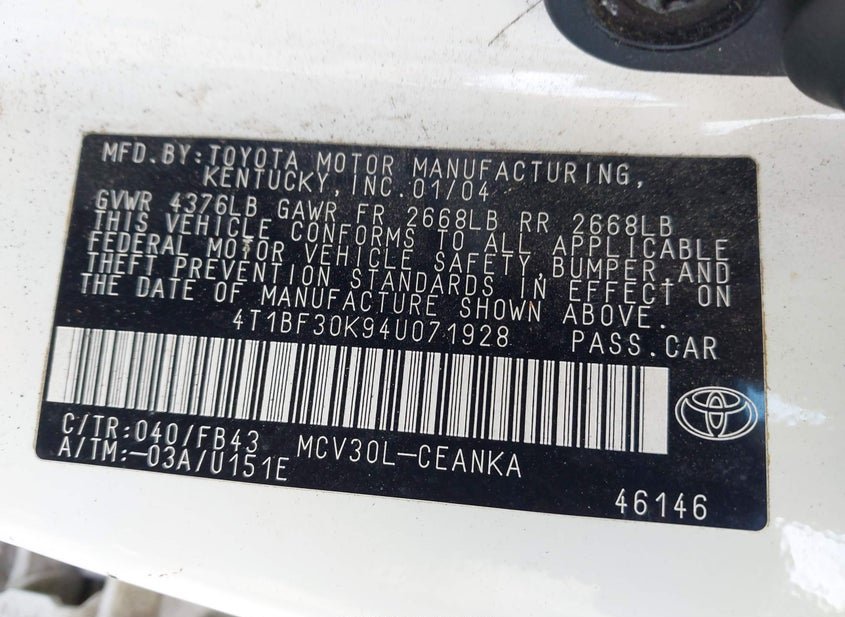 MFD.BY:TOYOTA MOTOR MANUFACTURING,
KENTUCKY,INC.01/04
GVWR 4376LB GAWR FR 2668LB RR 2668LB
THIS VEHICLE CONFORMS TO ALL APPLICABLE
FEDERAL MOTOR VEHICLE SAFETY,BUMPER,AND
THEFT PREVENTION STANDARDS IN EFFECT ON
THE DATE OF MANUFACTURE SHOWN ABOVE.
4T1BF30K94U071928 PASS.CAR
C/TR:040/FB43 MCV30L-CEANKA
A/TM:-03A/U151E
46146